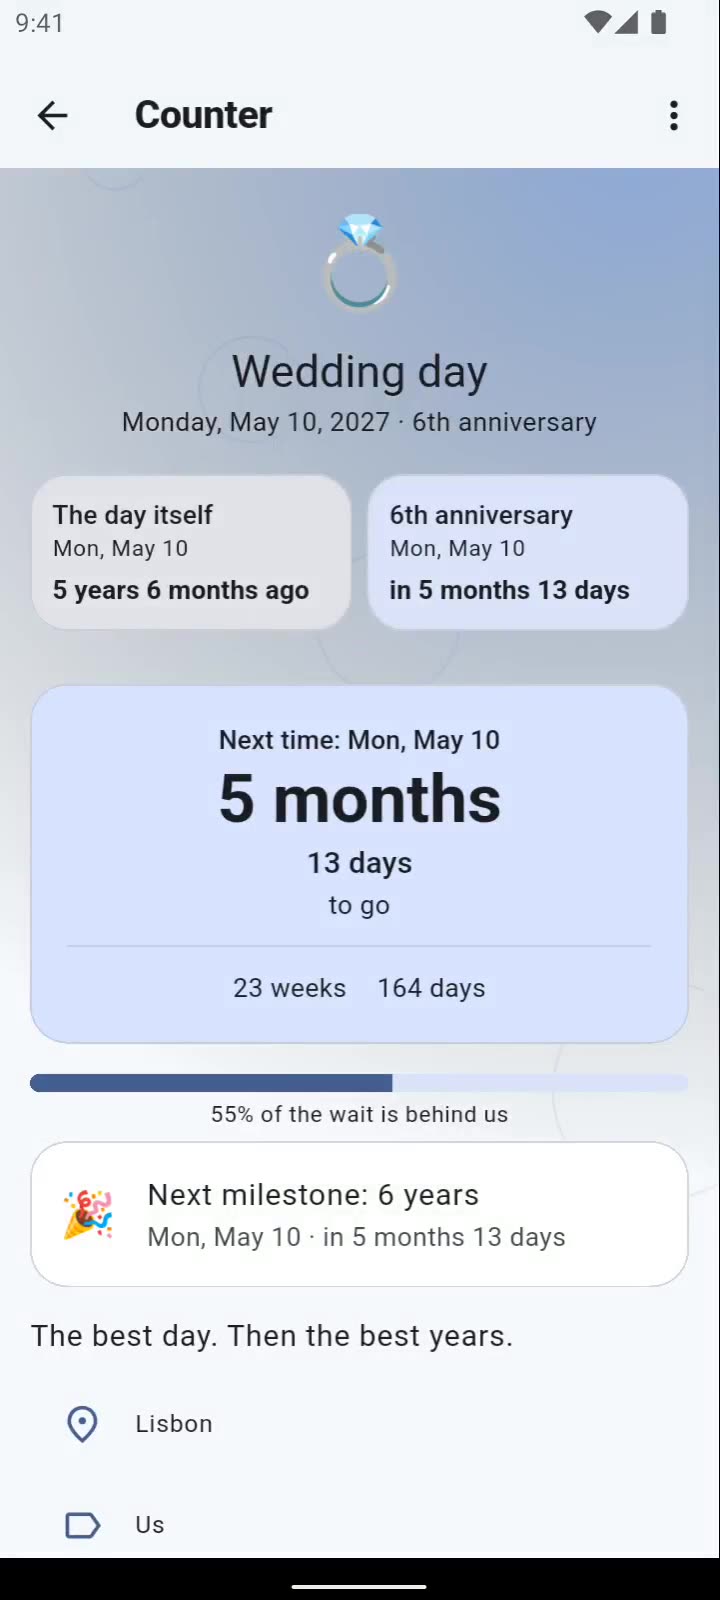 9:41
Counter
Wedding day
Monday, May 10, 2027 · 6th anniversary
The day itself
Mon, May 10
5 years 6 months ago
6th anniversary
Mon, May 10
in 5 months 13 days
Next time: Mon, May 10
5 months
13 days
to go
23 weeks 164 days
55% of the wait is behind us
Next milestone: 6 years
Mon, May 10 · in 5 months 13 days
The best day. Then the best years.
Lisbon
Us